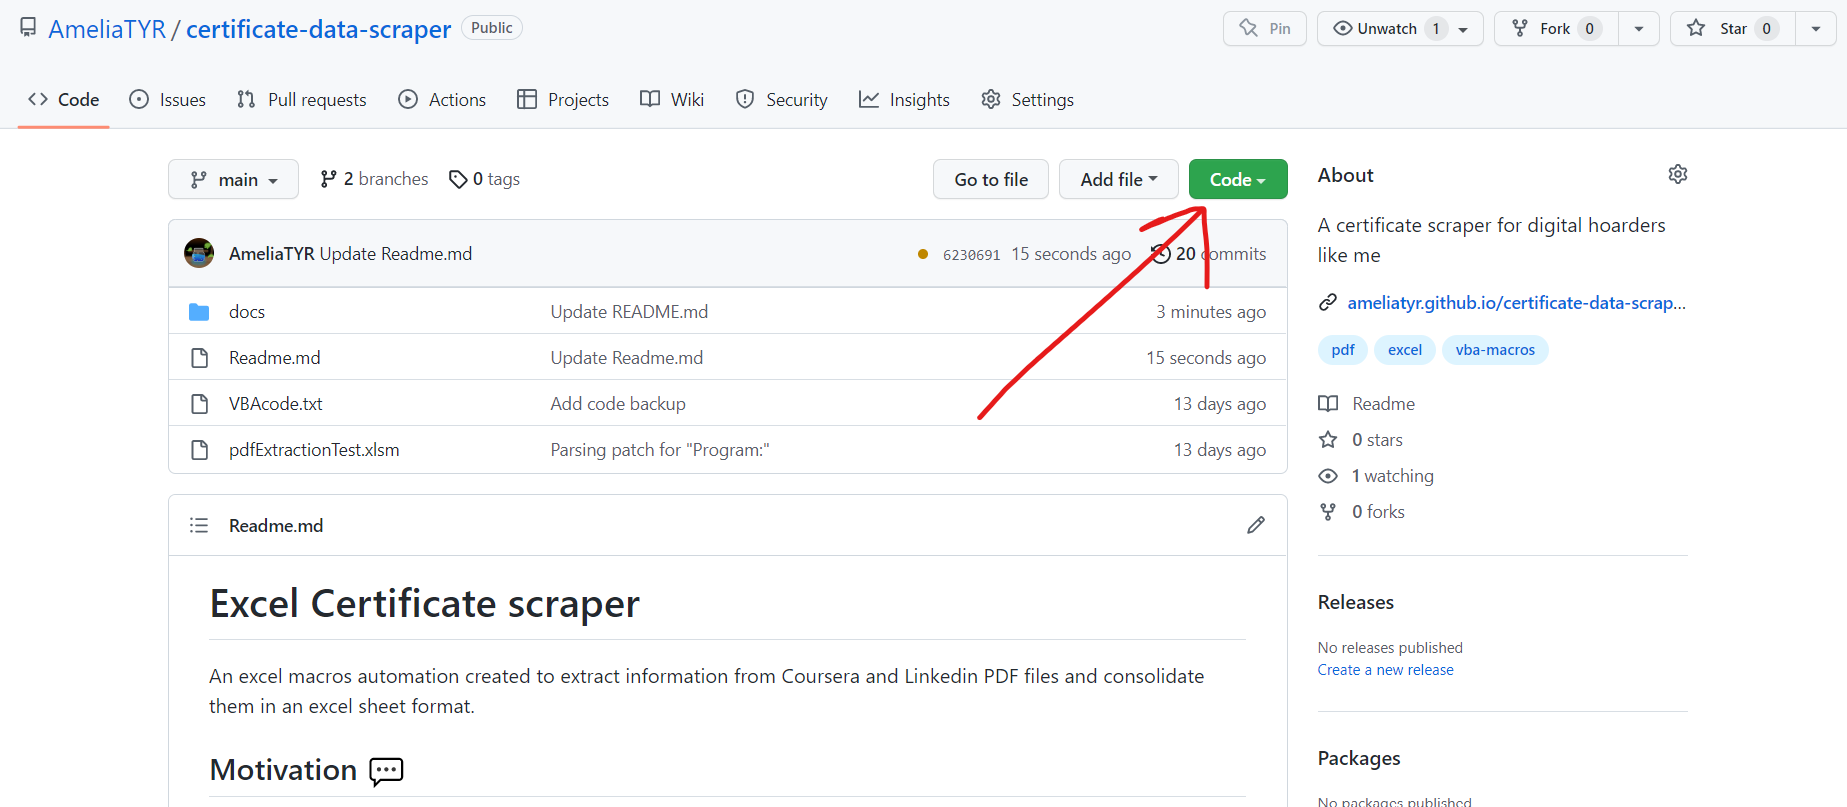 AmeliaTYR / certificate-data-scraper Public
Pin Unwatch 1 Fork 0 Star 0
Code Issues Pull requests Actions Projects Wiki Security Insights Settings
main 2 branches 0 tags Go to file Add file Code
AmeliaTYR Update Readme.md 6230691 15 seconds ago 20 commits
docs Update README.md 3 minutes ago
Readme.md Update Readme.md 15 seconds ago
VBAcode.txt Add code backup 13 days ago
pdfExtractionTest.xlsm Parsing patch for "Program:" 13 days ago
Readme.md
Excel Certificate scraper
An excel macros automation created to extract information from Coursera and Linkedin PDF files and consolidate
them in an excel sheet format.
Motivation
About
A certificate scraper for digital hoarders
like me
ameliatyr.github.io/certificate-data-scrap...
pdf excel vba-macros
Readme
0 stars
1 watching
0 forks
Releases
No releases published
Create a new release
Packages
No packages published